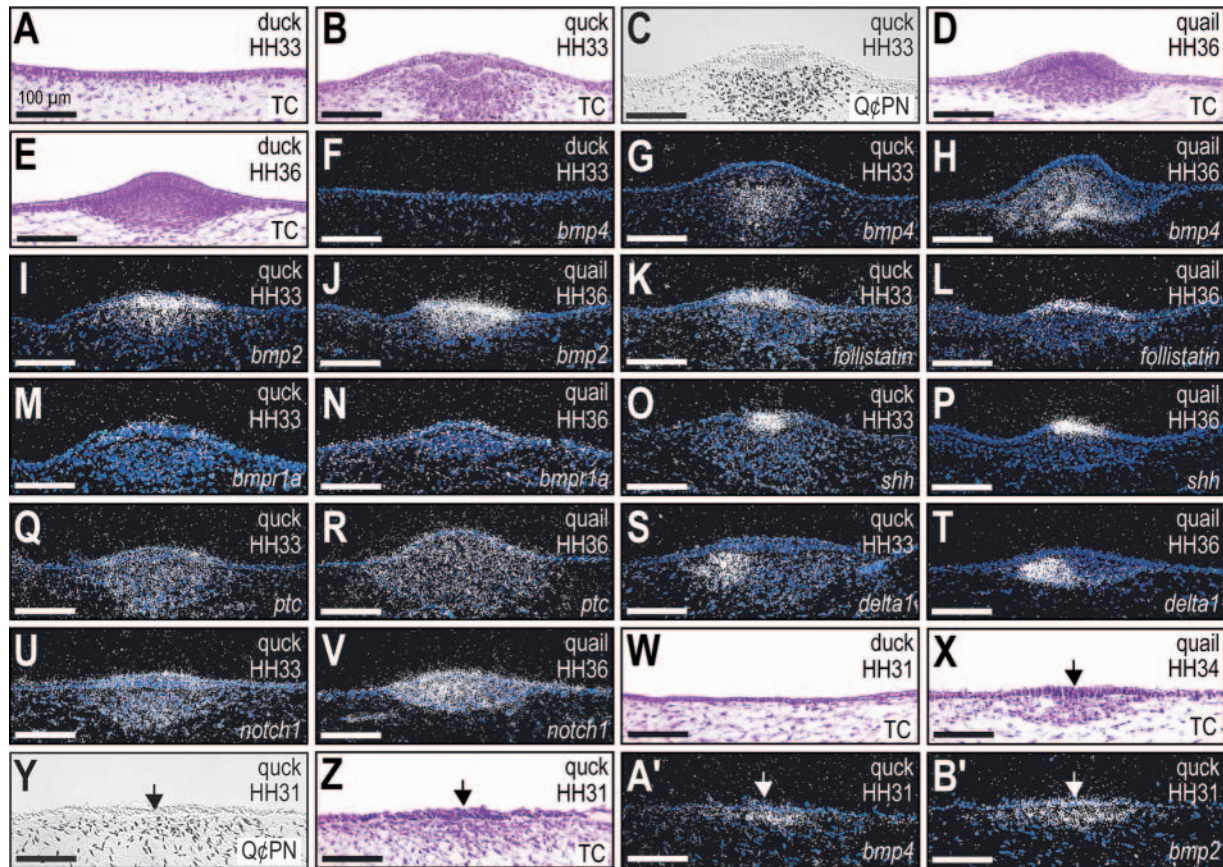 A
duck
HH33
100 µm
TC
B
quck
HH33
TC
C
quck
HH33
Q¢PN
D
quail
HH36
TC
E
duck
HH36
TC
F
duck
HH33
bmp4
G
quck
HH33
bmp4
H
quail
HH36
bmp4
I
quck
HH33
bmp2
J
quail
HH36
bmp2
K
quck
HH33
follistatin
L
quail
HH36
follistatin
M
quck
HH33
bmpr1a
N
quail
HH36
bmpr1a
O
quck
HH33
shh
P
quail
HH36
shh
Q
quck
HH33
ptc
R
quail
HH36
ptc
S
quck
HH33
delta1
T
quail
HH36
delta1
U
quck
HH33
notch1
V
quail
HH36
notch1
W
duck
HH31
TC
X
quail
HH34
TC
Y
quck
HH31
Q¢PN
Z
quck
HH31
TC
A'
quck
HH31
bmp4
B'
quck
HH31
bmp2